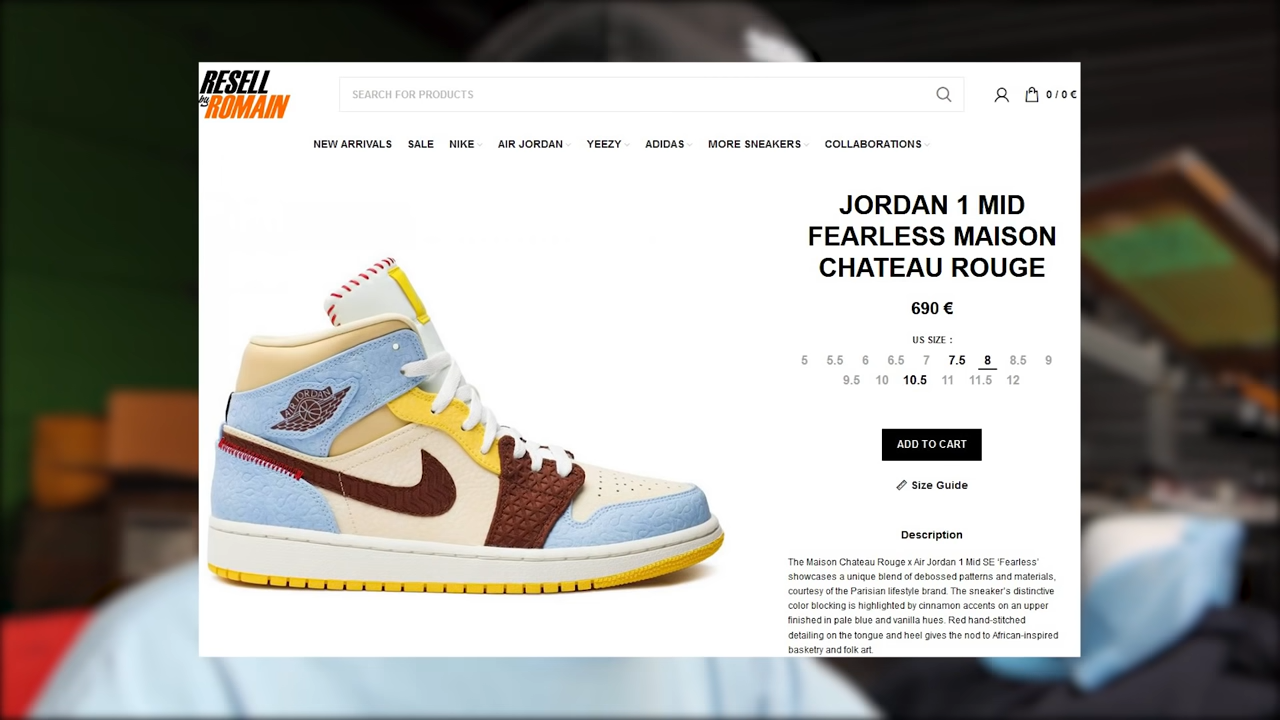 RESELL
by ROMAIN
SEARCH FOR PRODUCTS
0 / 0 €
NEW ARRIVALS SALE NIKE AIR JORDAN YEEZY ADIDAS MORE SNEAKERS COLLABORATIONS
JORDAN 1 MID
FEARLESS MAISON
CHATEAU ROUGE
690 €
US SIZE :
5 5.5 6 6.5 7 7.5 8 8.5 9
9.5 10 10.5 11 11.5 12
AIR JORDAN
ADD TO CART
Size Guide
Description
The Maison Chateau Rouge x Air Jordan 1 Mid SE ‘Fearless’
showcases a unique blend of debossed patterns and materials,
courtesy of the Parisian lifestyle brand. The sneaker’s distinctive
color blocking is highlighted by cinnamon accents on an upper
finished in pale blue and vanilla hues. Red hand-stitched
detailing on the tongue and heel gives the nod to African-inspired
basketry and folk art.